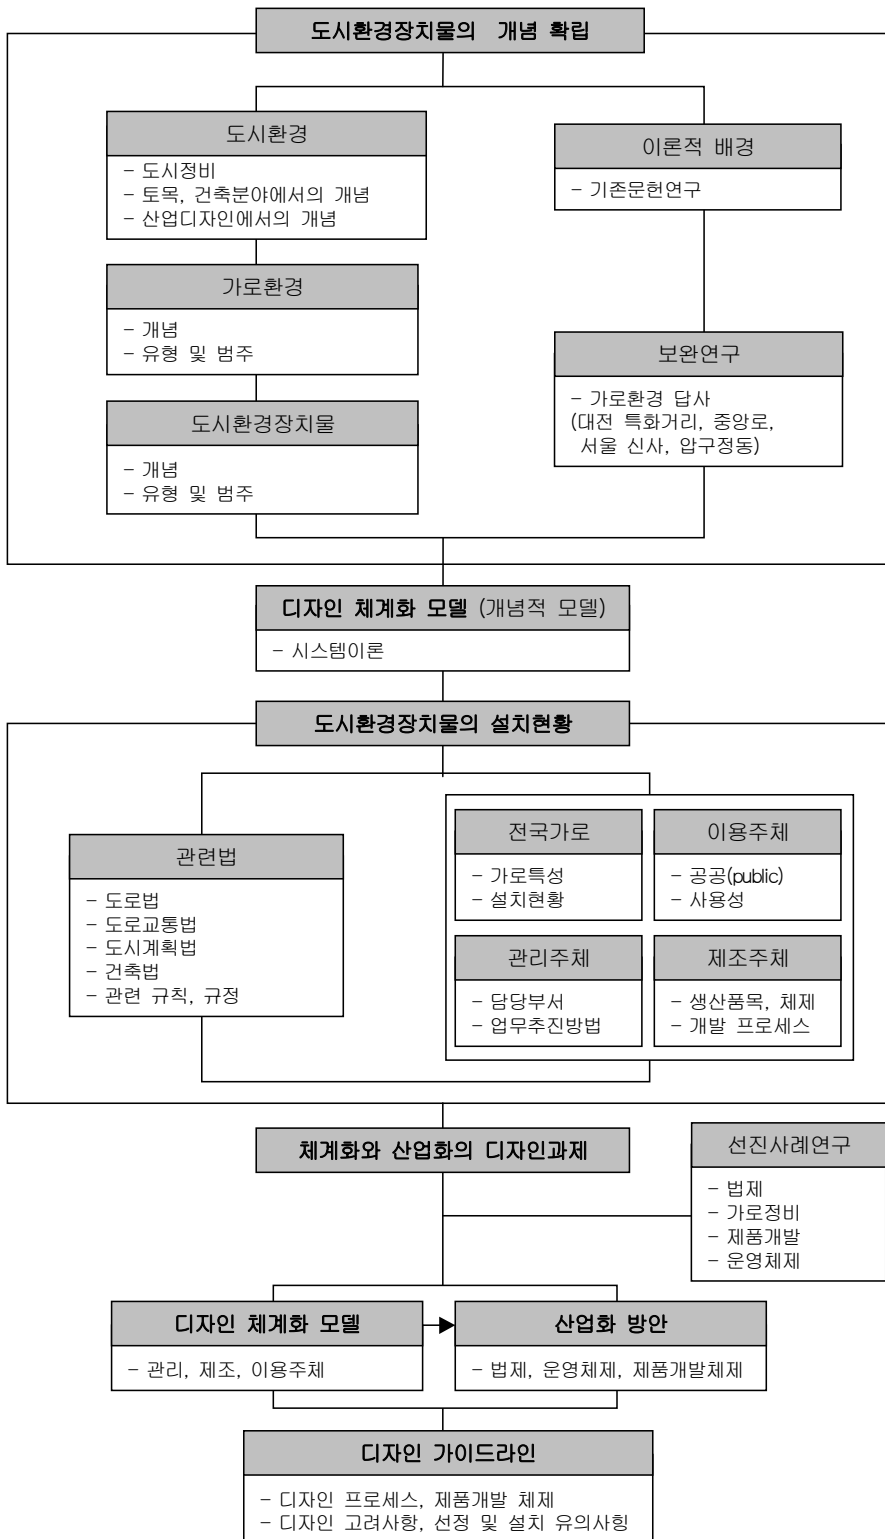 도시환경장치물의 개념 확립
도시환경
- 도시정비
- 토목, 건축분야에서의 개념
- 산업디자인에서의 개념
이론적 배경
- 기존문헌연구
가로환경
- 개념
- 유형 및 범주
보완연구
- 가로환경 답사
(대전 특화거리, 중앙로,
서울 신사, 압구정동)
도시환경장치물
- 개념
- 유형 및 범주
디자인 체계화 모델 (개념적 모델)
- 시스템이론
도시환경장치물의 설치현황
관련법
- 도로법
- 도로교통법
- 도시계획법
- 건축법
- 관련 규칙, 규정
전국가로
- 가로특성
- 설치현황
이용주체
- 공공(public)
- 사용성
관리주체
- 담당부서
- 업무추진방법
제조주체
- 생산품목, 체제
- 개발 프로세스
체계화와 산업화의 디자인과제
선진사례연구
- 법제
- 가로정비
- 제품개발
- 운영체제
디자인 체계화 모델
- 관리, 제조, 이용주체
산업화 방안
- 법제, 운영체제, 제품개발체제
디자인 가이드라인
- 디자인 프로세스, 제품개발 체제
- 디자인 고려사항, 선정 및 설치 유의사힝